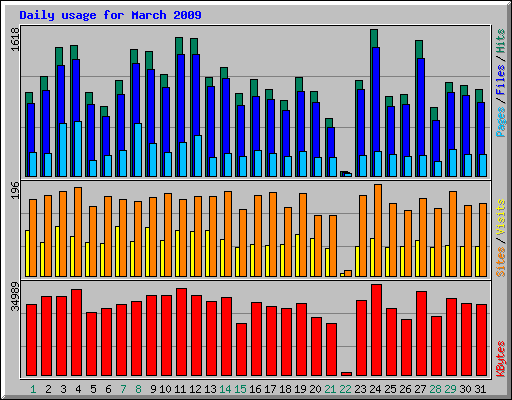 Daily usage for March 2009
1618
Pages / Files / Hits
196
Sites / Visits
34989
KBytes
1 2 3 4 5 6 7 8 9 10 11 12 13 14 15 16 17 18 19 20 21 22 23 24 25 26 27 28 29 30 31